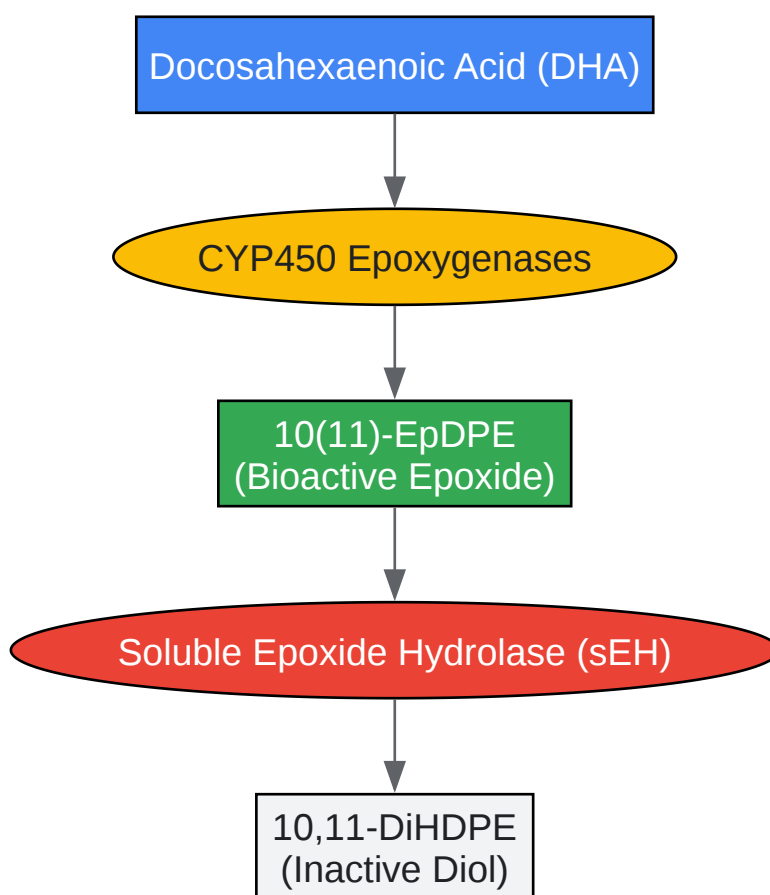 Docosahexaenoic Acid (DHA)
CYP450 Epoxygenases
10(11)-EpDPE
(Bioactive Epoxide)
Soluble Epoxide Hydrolase (sEH)
10,11-DiHDPE
(Inactive Diol)